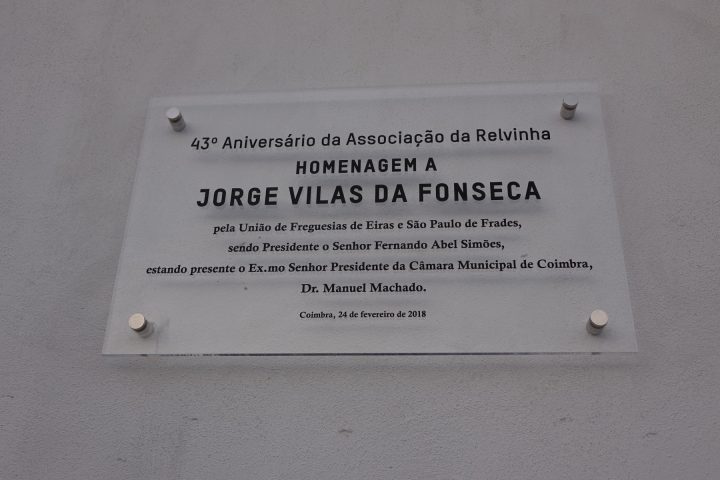 43º Aniversário da Associação da Relvinha
HOMENAGEM A
JORGE VILAS DA FONSECA
pela União de Freguesias de Eiras e São Paulo de Frades,
sendo Presidente o Senhor Fernando Abel Simões,
estando presente o Ex.mo Senhor Presidente da Câmara Municipal de Coimbra,
Dr. Manuel Machado.
Coimbra, 24 de fevereiro de 2018